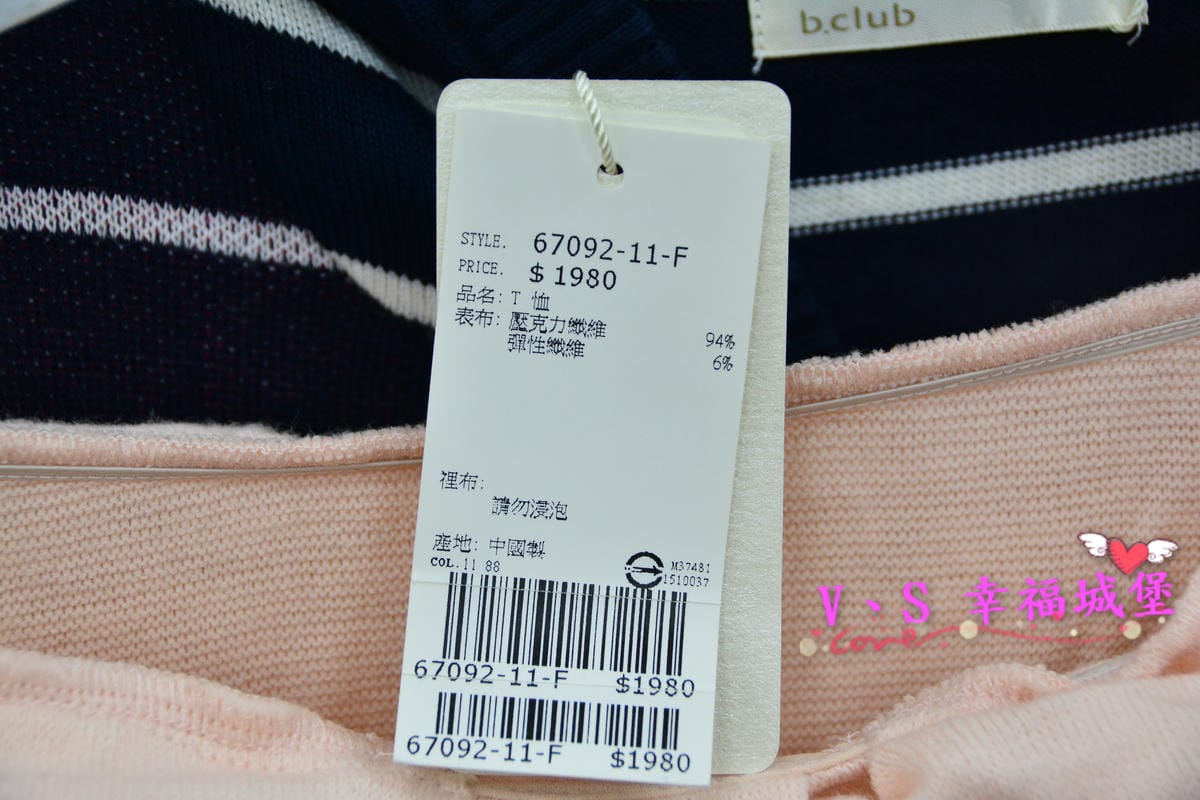 b.club
STYLE. 67092-11-F
PRICE. $1980
品名: T 恤
表布: 壓克力纖維 94%
彈性纖維 6%
裡布:
請勿浸泡
產地: 中國製
COL.11 88
M37481
1510037
67092-11-F $1980
67092-11-F $1980
V、S 幸福城堡
Love